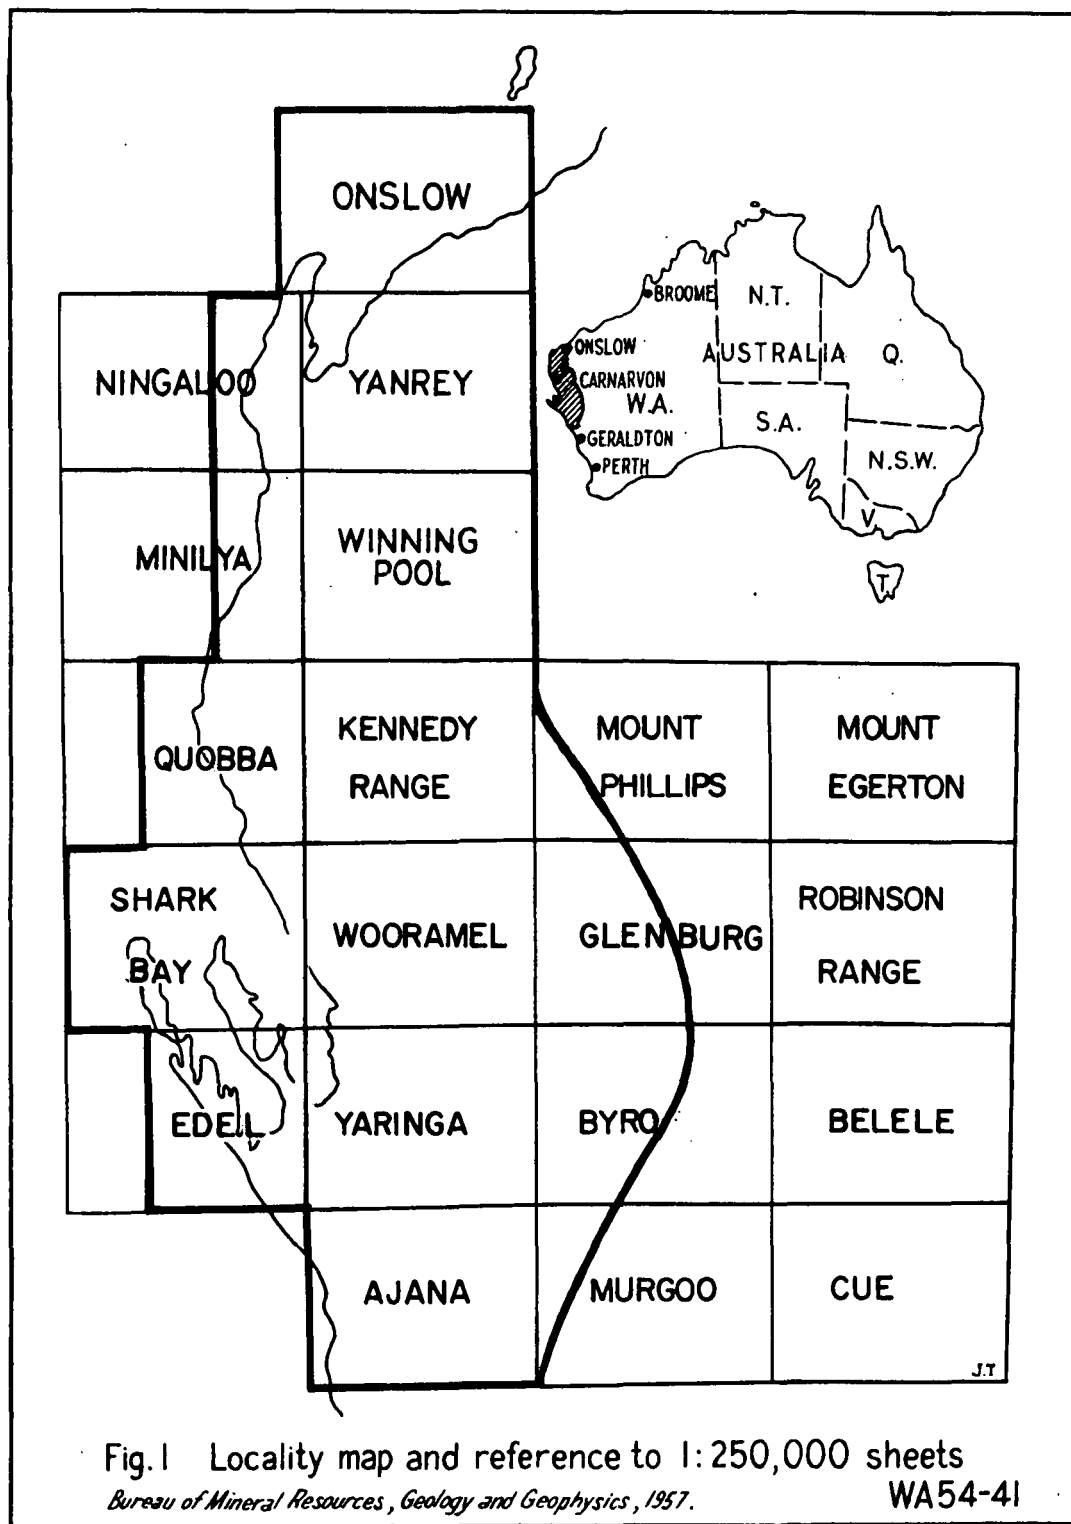 ONSLOW
BROOME
N.T.
ONSLOW
AUSTRALIA
Q.
CARNARVON
W.A.
S.A.
GERALDTON
N.S.W.
PERTH
V
T.
NINGALOO
YANREY
MINILYA
WINNING
POOL
QUOBBA
KENNEDY
RANGE
MOUNT
PHILLIPS
MOUNT
EGERTON
SHARK
BAY
WOORAMEL
GLENBURG
ROBINSON
RANGE
EDEL
YARINGA
BYRO
BELELE
AJANA
MURGOO
CUE
J.T
Fig.1 Locality map and reference to 1:250,000 sheets
Bureau of Mineral Resources, Geology and Geophysics, 1957.
WA54-41